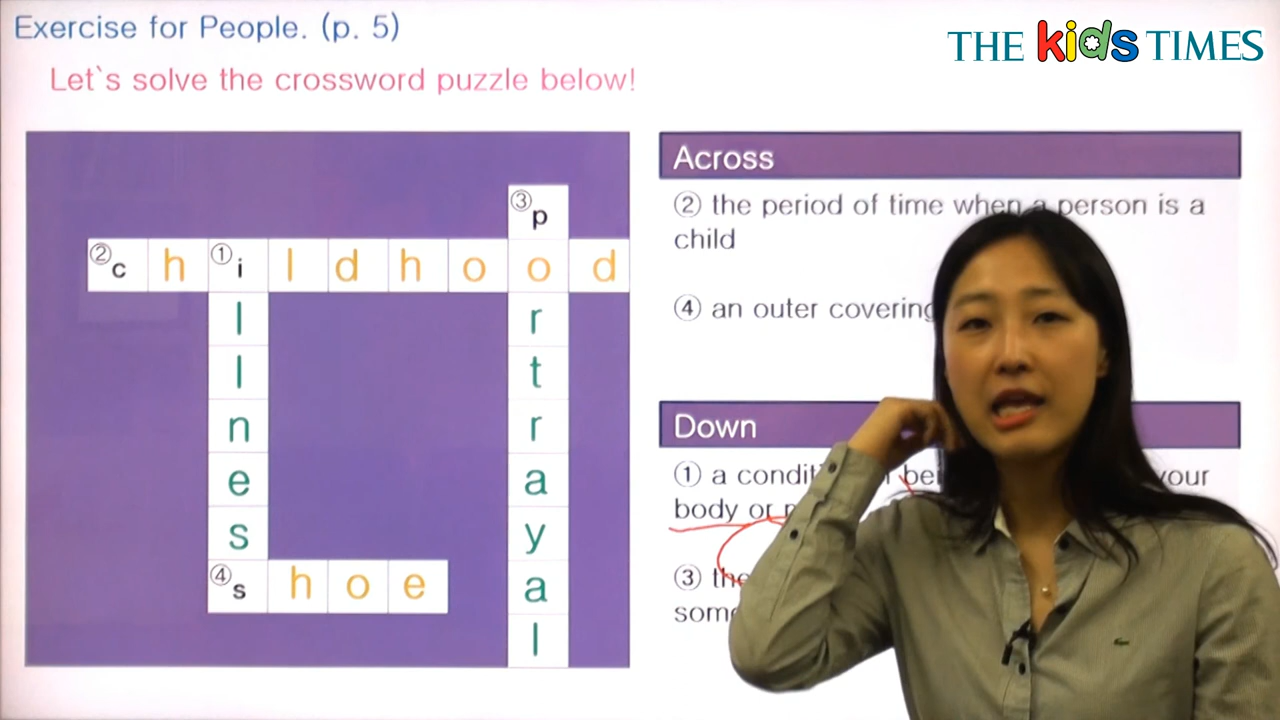 Exercise for People. (p. 5)
THE kids TIMES
Let`s solve the crossword puzzle below!
③p
②c h ①i l d h o o d
l r
l t
n r
e a
s y
④s h o e a
l
Across
② the period of time when a person is a
child
④ an outer covering
Down
① a your
body or
③ the